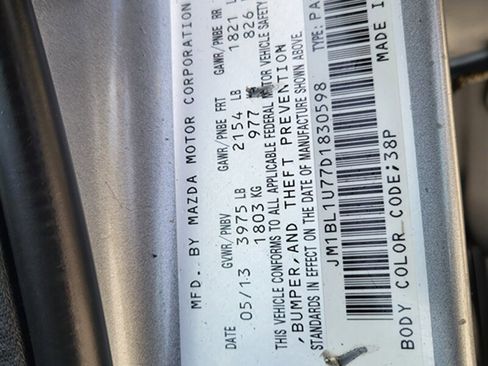 MFD. BY MAZDA MOTOR CORPORATION
DATE GVWR/PNBV GAWR/PNBE FRT GAWR/PNBE RR
05/13 3975 LB 2154 LB 1821 L
1803 KG 977 826
THIS VEHICLE CONFORMS TO ALL APPLICABLE FEDERAL MOTOR VEHICLE SAFETY
,BUMPER,AND THEFT PREVENTION
STANDARDS IN EFFECT ON THE DATE OF MANUFACTURE SHOWN ABOVE.
JM1BL1U77D1830598 TYPE: PA
BODY COLOR CODE;38P MADE I